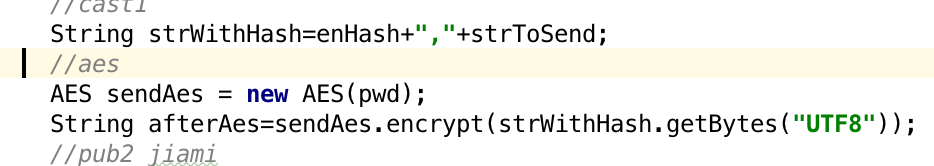 //cast1
String strWithHash=enHash+","+strToSend;
//aes
AES sendAes = new AES(pwd);
String afterAes=sendAes.encrypt(strWithHash.getBytes("UTF8"));
//pub2 jiami